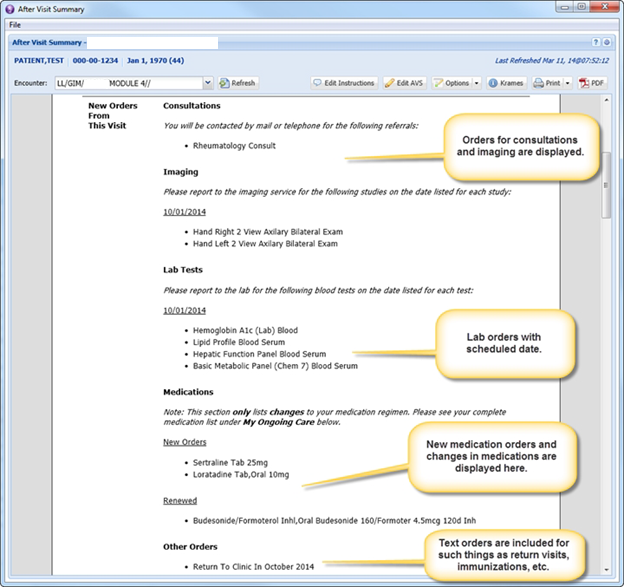 After Visit Summary
File
After Visit Summary -
PATIENT,TEST | 000-00-1234 | Jan 1, 1970 (44)
Last Refreshed Mar 11, 14@07:52:12
Encounter: LL/GIM/ MODULE 4// Refresh Edit Instructions Edit AVS Options Krames Print PDF
New Orders
From
This Visit
Consultations
You will be contacted by mail or telephone for the following referrals:
• Rheumatology Consult
Orders for consultations
and imaging are displayed.
Imaging
Please report to the imaging service for the following studies on the date listed for each study:
10/01/2014
• Hand Right 2 View Axilary Bilateral Exam
• Hand Left 2 View Axilary Bilateral Exam
Lab Tests
Please report to the lab for the following blood tests on the date listed for each test:
10/01/2014
• Hemoglobin A1c (Lab) Blood
• Lipid Profile Blood Serum
• Hepatic Function Panel Blood Serum
• Basic Metabolic Panel (Chem 7) Blood Serum
Lab orders with
scheduled date.
Medications
Note: This section only lists changes to your medication regimen. Please see your complete
medication list under My Ongoing Care below.
New Orders
• Sertraline Tab 25mg
• Loratadine Tab,Oral 10mg
New medication orders and
changes in medications are
displayed here.
Renewed
• Budesonide/Formoterol Inhl,Oral Budesonide 160/Formoter 4.5mcg 120d Inh
Other Orders
• Return To Clinic In October 2014
Text orders are included for
such things as return visits,
immunizations, etc.